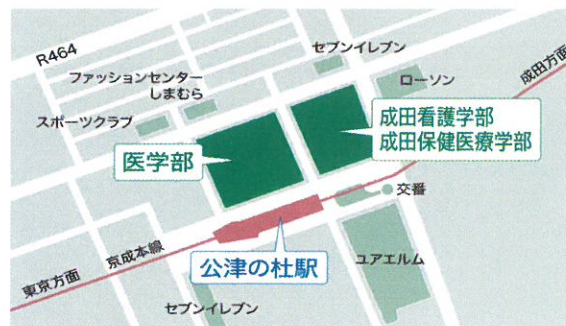 R464
セブンイレブン
ファッションセンター
しまむら
ローソン
成田方面
スポーツクラブ
成田看護学部
成田保健医療学部
医学部
交番
公津の杜駅
ユアエルム
京成本線
東京方面
セブンイレブン